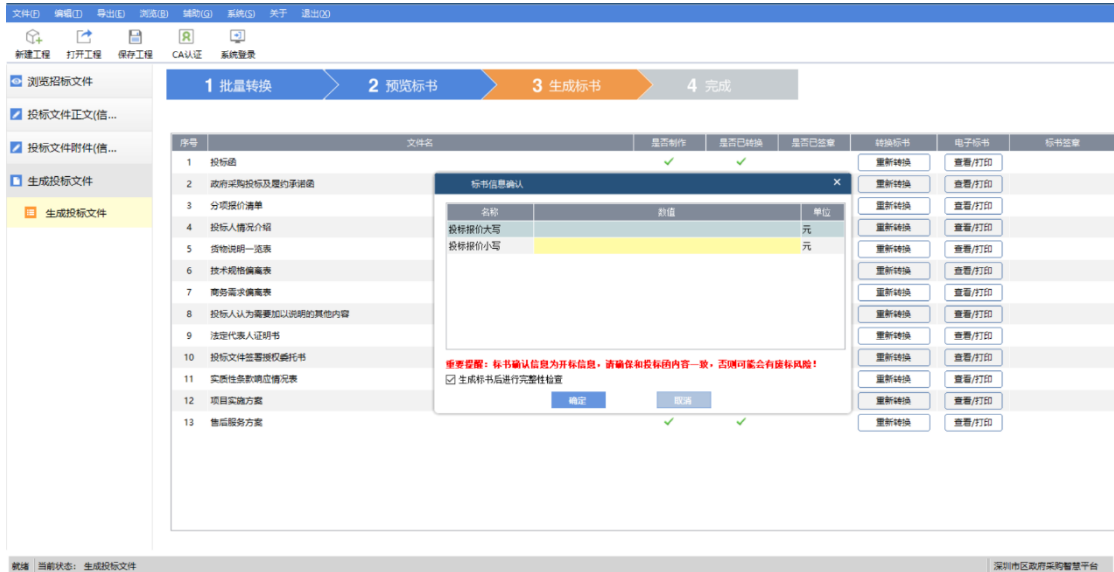 文件(F) 编辑(I) 导出(E) 浏览(B) 辅助(G) 系统(S) 关于 退出(X)
新建工程 打开工程 保存工程 CA认证 系统登录
浏览招标文件
投标文件正文(信...
投标文件附件(信...
生成投标文件
生成投标文件
1 批量转换 2 预览标书 3 生成标书 4 完成
序号 文件名 是否制作 是否已转换 是否已签章 转换标书 电子标书 标书签章
1 投标函 重新转换 查看/打印
2 政府采购投标及履约承诺函 重新转换 查看/打印
3 分项报价清单 重新转换 查看/打印
4 投标人情况介绍 重新转换 查看/打印
5 货物说明一览表 重新转换 查看/打印
6 技术规格偏离表 重新转换 查看/打印
7 商务需求偏离表 重新转换 查看/打印
8 投标人认为需要加以说明的其他内容 重新转换 查看/打印
9 法定代表人证明书 重新转换 查看/打印
10 投标文件签署授权委托书 重新转换 查看/打印
11 实质性条款响应情况表 重新转换 查看/打印
12 项目实施方案 重新转换 查看/打印
13 售后服务方案 重新转换 查看/打印
标书信息确认
名称 数值 单位
投标报价大写 元
投标报价小写 元
重要提醒：标书确认信息为开标信息，请确保和投标函内容一致，否则可能会有废标风险！
生成标书后进行完整性检查
确定 取消
就绪 当前状态： 生成投标文件 深圳市区政府采购智慧平台